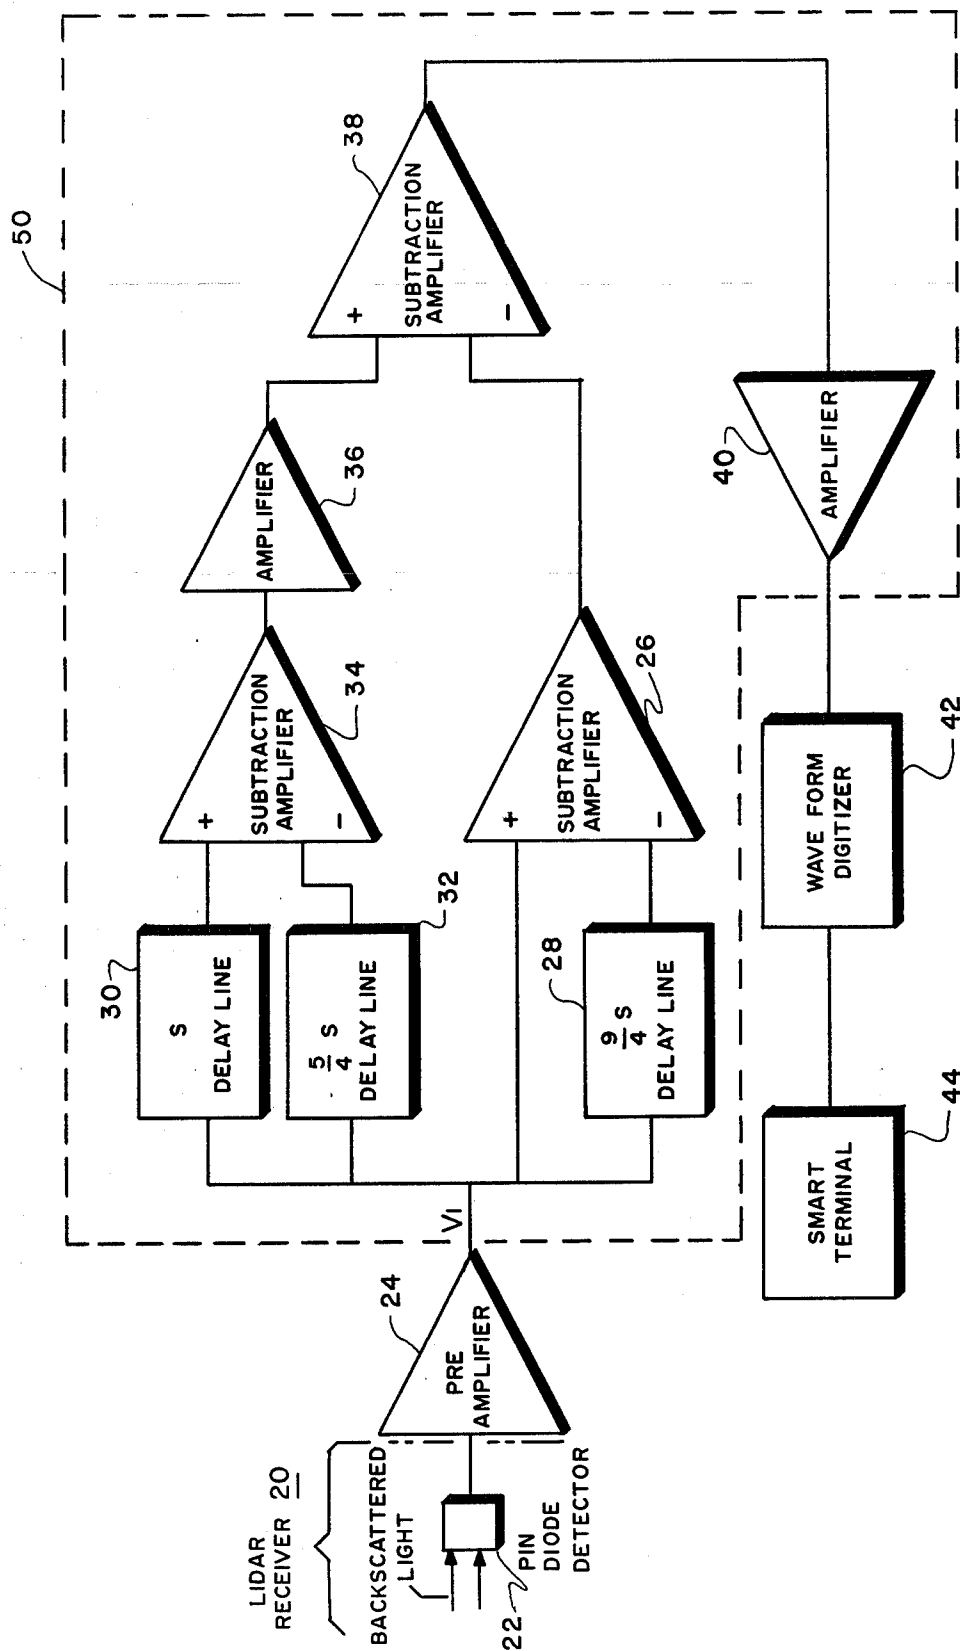 50
LIDAR
RECEIVER 20
BACKSCATTERED
LIGHT
22
PIN
DIODE
DETECTOR
24
PRE
AMPLIFIER
V1
30
S
DELAY LINE
32
5/4 S
DELAY LINE
28
9/4 S
DELAY LINE
34
+
SUBTRACTION
AMPLIFIER
-
26
+
SUBTRACTION
AMPLIFIER
-
36
AMPLIFIER
38
+
SUBTRACTION
AMPLIFIER
-
40
AMPLIFIER
42
WAVE FORM
DIGITIZER
44
SMART
TERMINAL